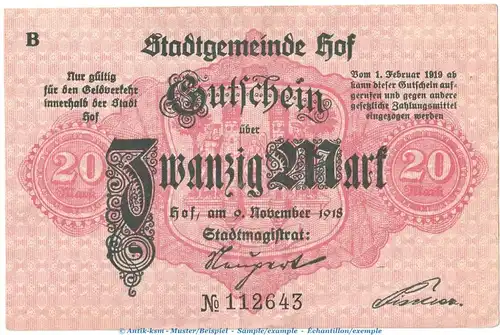 B
Stadtgemeinde Hof
Nur gültig
für den Geldverkehr
innerhalb der Stadt
Hof
Gutschein
über
Vom 1. Februar 1919 ab
kann dieser Gutschein auf-
gerufen und gegen andere
gesetzliche Zahlungsmittel
eingezogen werden
20
Mark
Zwanzig Mark
20
Mark
Hof, am 9. November 1918
Stadtmagistrat:
Neupert
№ 112643
© Antik-ksm - Muster/Beispiel - Sample/example - Échantillon/exemple